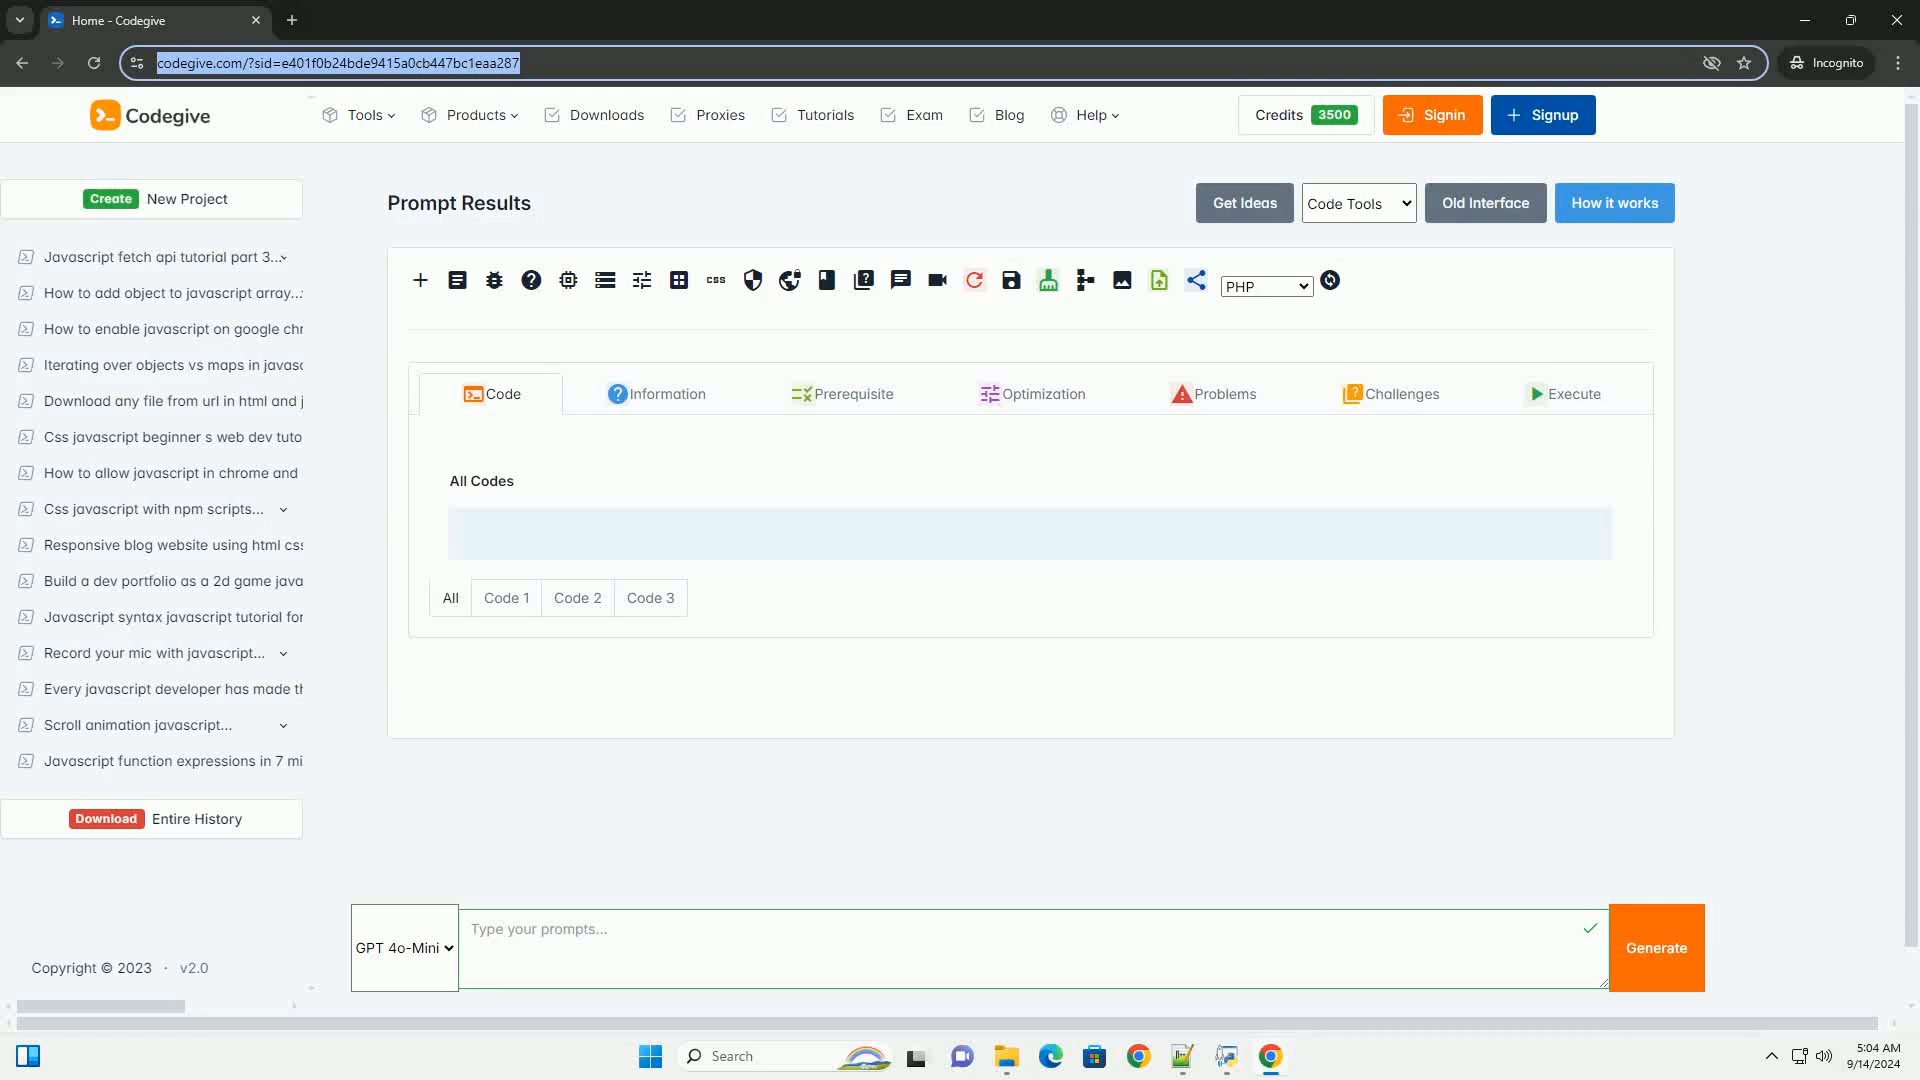 Home - Codegive
codegive.com/?sid=e401f0b24bde9415a0cb447bc1eaa287
Incognito
Codegive
Tools
Products
Downloads
Proxies
Tutorials
Exam
Blog
Help
Credits 3500
Signin
Signup
Create New Project
Javascript fetch api tutorial part 3...
How to add object to javascript array...
How to enable javascript on google chr
Iterating over objects vs maps in javasc
Download any file from url in html and j
Css javascript beginner s web dev tuto
How to allow javascript in chrome and
Css javascript with npm scripts...
Responsive blog website using html css
Build a dev portfolio as a 2d game java
Javascript syntax javascript tutorial for
Record your mic with javascript...
Every javascript developer has made th
Scroll animation javascript...
Javascript function expressions in 7 mi
Download Entire History
Copyright © 2023 · v2.0
Prompt Results
Get Ideas
Code Tools
Old Interface
How it works
CSS
PHP
Code
Information
Prerequisite
Optimization
Problems
Challenges
Execute
All Codes
All
Code 1
Code 2
Code 3
GPT 4o-Mini
Type your prompts...
Generate
Search
5:04 AM
9/14/2024